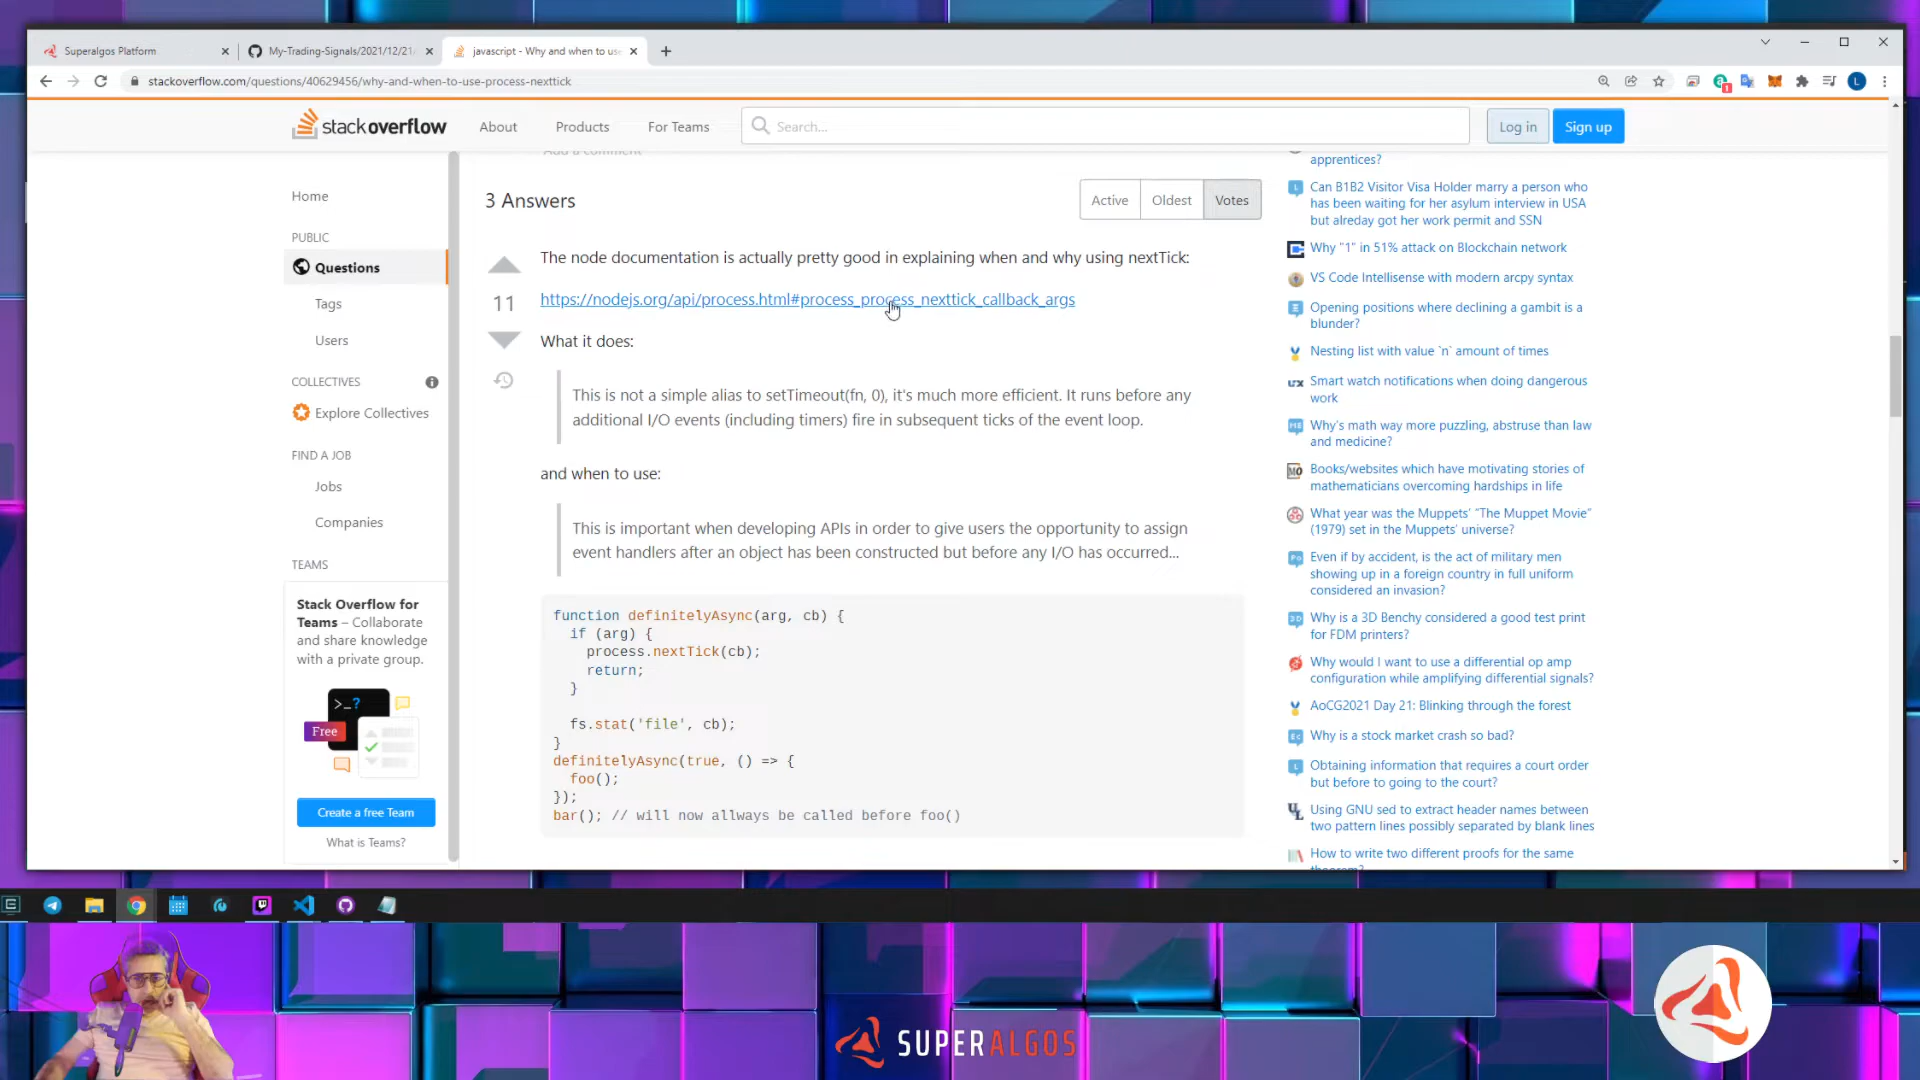 Superalgos Platform
My-Trading-Signals/2021/12/21/
javascript - Why and when to use
stackoverflow.com/questions/40629456/why-and-when-to-use-process-nexttick
stackoverflow
About
Products
For Teams
Search...
Log in
Sign up
Home
PUBLIC
Questions
Tags
Users
COLLECTIVES
Explore Collectives
FIND A JOB
Jobs
Companies
TEAMS
Stack Overflow for
Teams – Collaborate
and share knowledge
with a private group.
>_?
Free
Create a free Team
What is Teams?
Add a comment
3 Answers
Active
Oldest
Votes
11
The node documentation is actually pretty good in explaining when and why using nextTick:
https://nodejs.org/api/process.html#process_process_nexttick_callback_args
What it does:
This is not a simple alias to setTimeout(fn, 0), it's much more efficient. It runs before any
additional I/O events (including timers) fire in subsequent ticks of the event loop.
and when to use:
This is important when developing APIs in order to give users the opportunity to assign
event handlers after an object has been constructed but before any I/O has occurred...
function definitelyAsync(arg, cb) {
if (arg) {
process.nextTick(cb);
return;
}
fs.stat('file', cb);
}
definitelyAsync(true, () => {
foo();
});
bar(); // will now allways be called before foo()
apprentices?
Can B1B2 Visitor Visa Holder marry a person who
has been waiting for her asylum interview in USA
but alreday got her work permit and SSN
Why "1" in 51% attack on Blockchain network
VS Code Intellisense with modern arcpy syntax
Opening positions where declining a gambit is a
blunder?
Nesting list with value `n` amount of times
Smart watch notifications when doing dangerous
work
Why's math way more puzzling, abstruse than law
and medicine?
Books/websites which have motivating stories of
mathematicians overcoming hardships in life
What year was the Muppets' "The Muppet Movie"
(1979) set in the Muppets' universe?
Even if by accident, is the act of military men
showing up in a foreign country in full uniform
considered an invasion?
Why is a 3D Benchy considered a good test print
for FDM printers?
Why would I want to use a differential op amp
configuration while amplifying differential signals?
AoCG2021 Day 21: Blinking through the forest
Why is a stock market crash so bad?
Obtaining information that requires a court order
but before to going to the court?
Using GNU sed to extract header names between
two pattern lines possibly separated by blank lines
How to write two different proofs for the same
theorem?
SUPERALGOS